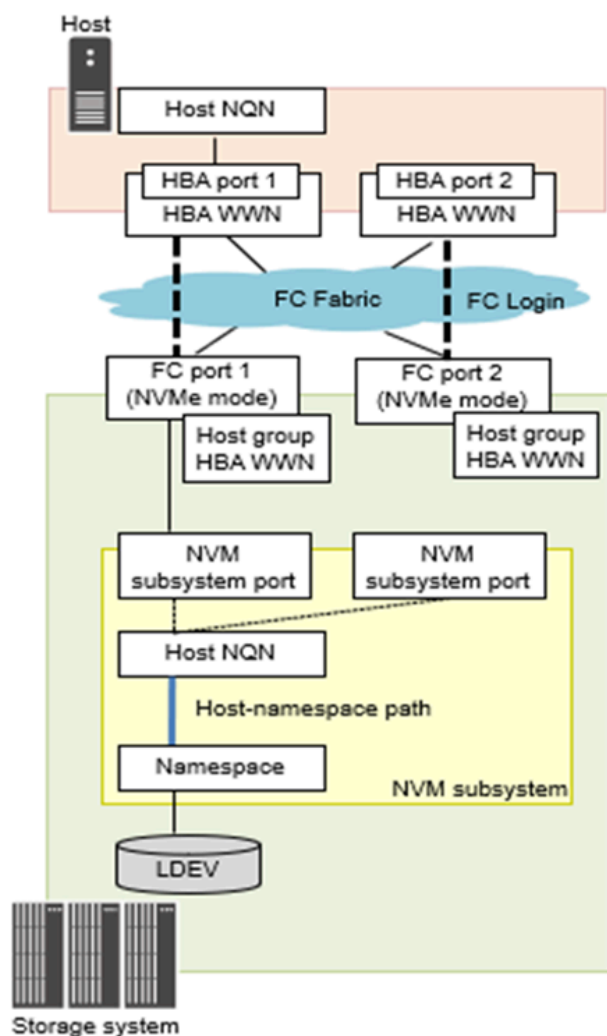 Host
Host NQN
HBA port 1
HBA WWN
HBA port 2
HBA WWN
FC Fabric
FC Login
FC port 1
(NVMe mode)
Host group
HBA WWN
FC port 2
(NVMe mode)
Host group
HBA WWN
NVM
subsystem port
NVM
subsystem port
Host NQN
Host-namespace path
Namespace
NVM subsystem
LDEV
Storage system